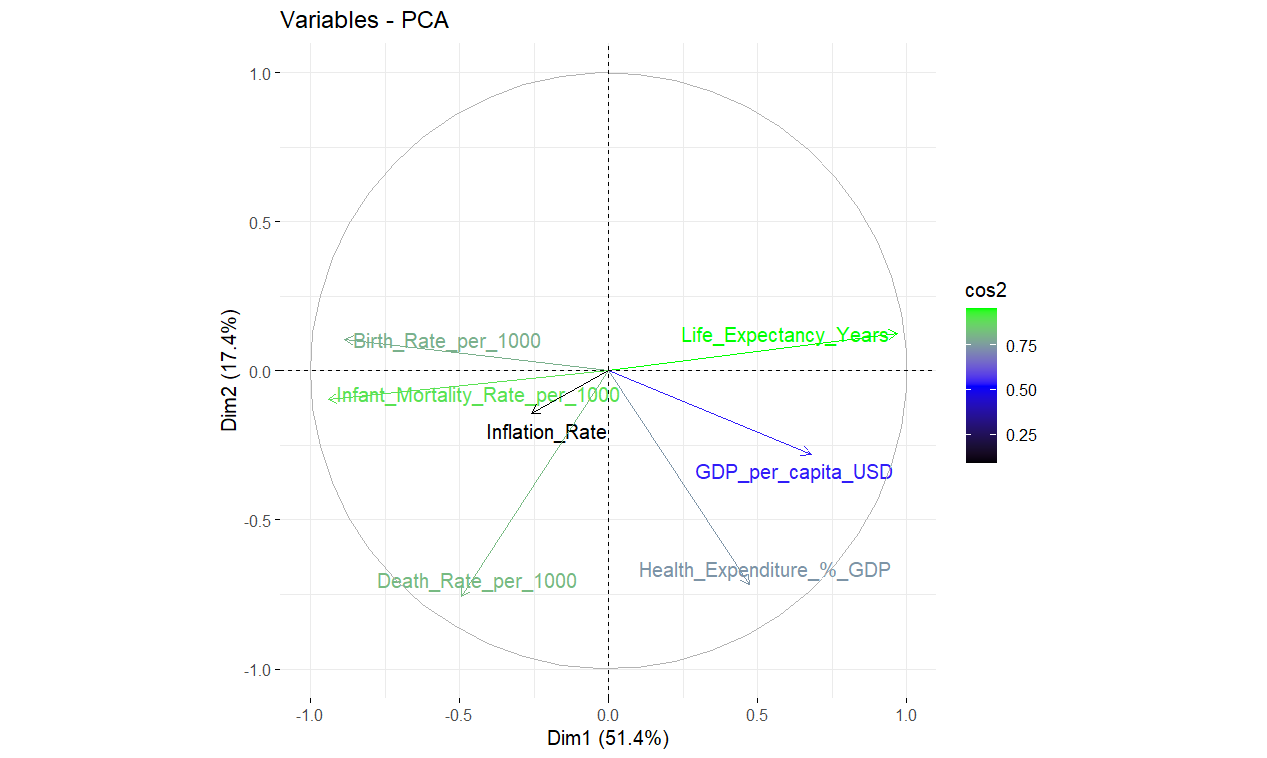 Variables - PCA
1.0
0.5
0.0
-0.5
-1.0
Dim2 (17.4%)
Birth_Rate_per_1000
Life_Expectancy_Years
Infant_Mortality_Rate_per_1000
Inflation_Rate
GDP_per_capita_USD
Health_Expenditure_%_GDP
Death_Rate_per_1000
-1.0
-0.5
0.0
0.5
1.0
Dim1 (51.4%)
cos2
0.75
0.50
0.25